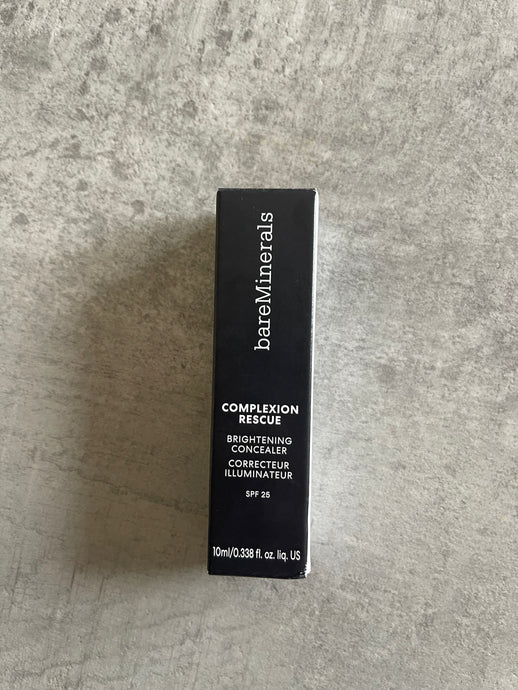 bareMinerals
COMPLEXION
RESCUE
BRIGHTENING
CONCEALER
CORRECTEUR
ILLUMINATEUR
SPF 25
10ml/0.338 fl. oz. liq. US